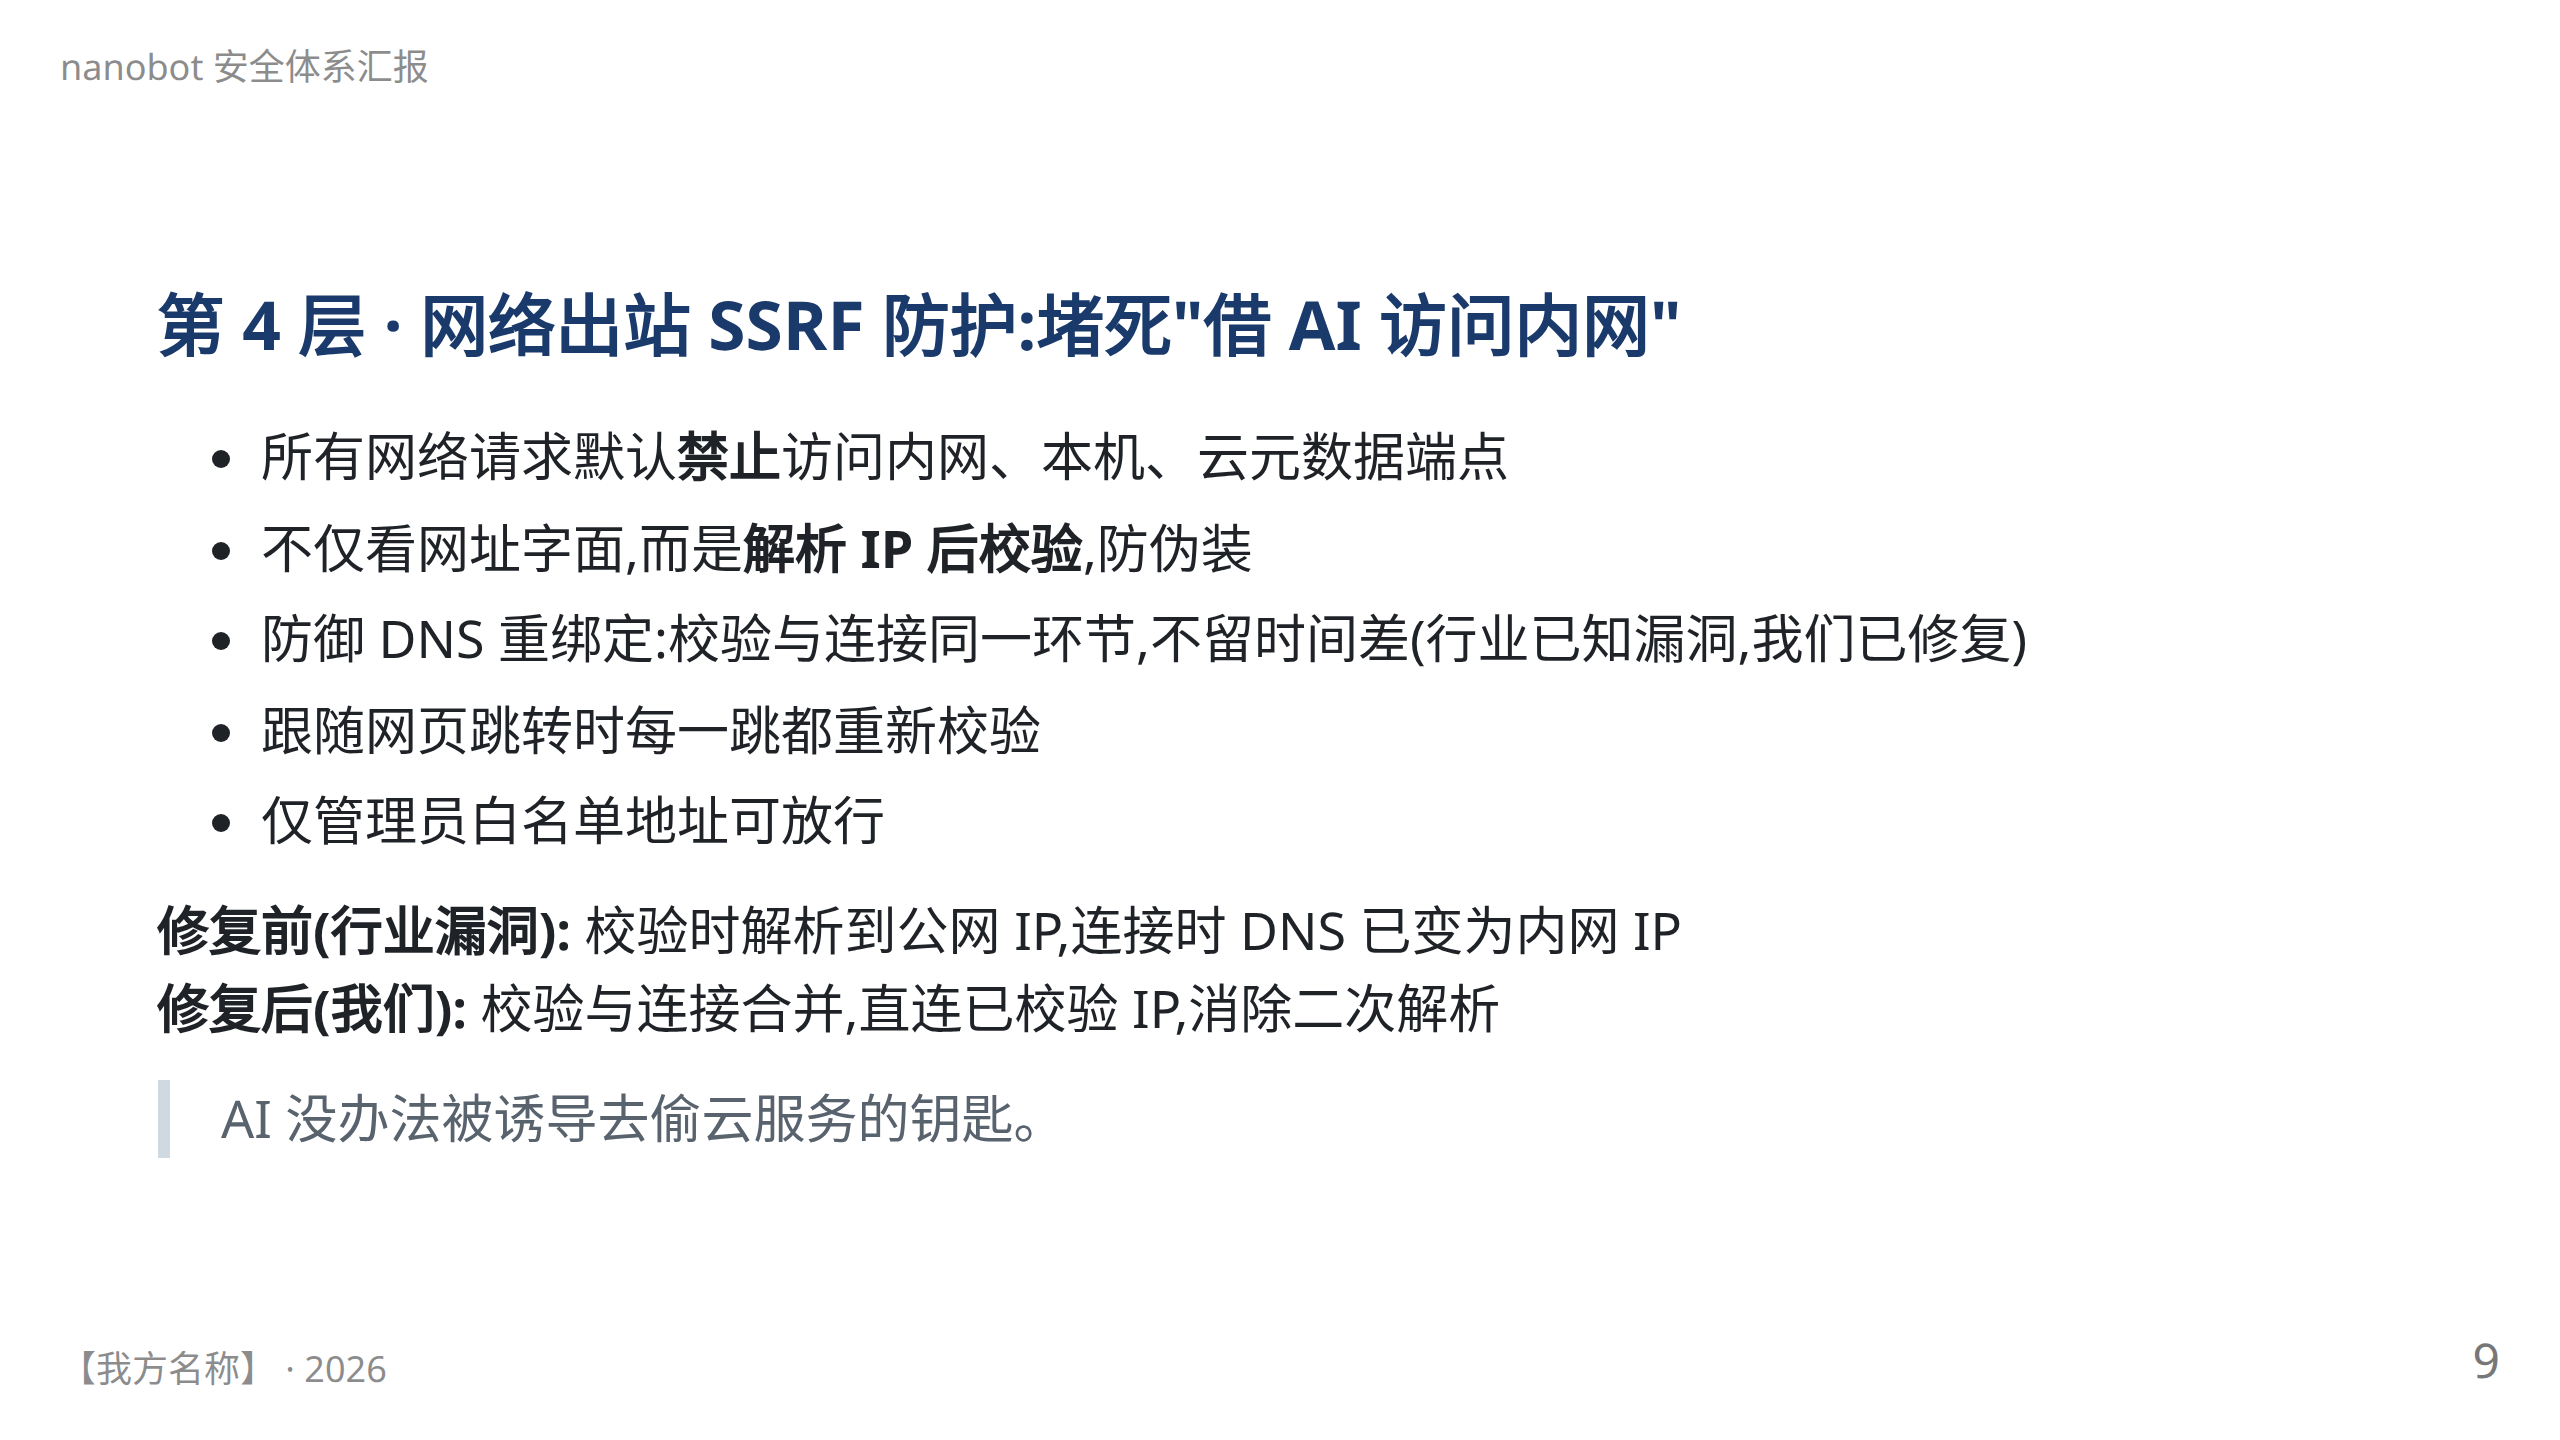 nanobot 安全体系汇报
第 4 层 · 网络出站 SSRF 防护:堵死"借 AI 访问内网"
• 所有网络请求默认禁止访问内网、本机、云元数据端点
• 不仅看网址字面,而是解析 IP 后校验,防伪装
• 防御 DNS 重绑定:校验与连接同一环节,不留时间差(行业已知漏洞,我们已修复)
• 跟随网页跳转时每一跳都重新校验
• 仅管理员白名单地址可放行
修复前(行业漏洞): 校验时解析到公网 IP,连接时 DNS 已变为内网 IP
修复后(我们): 校验与连接合并,直连已校验 IP,消除二次解析
AI 没办法被诱导去偷云服务的钥匙。
【我方名称】 · 2026
9